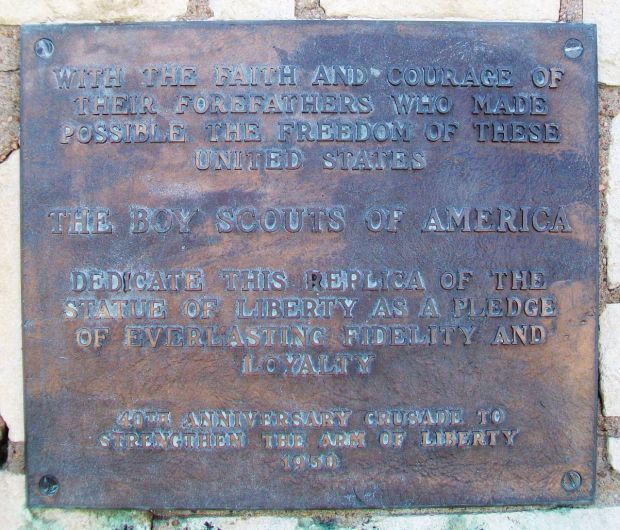 WITH THE FAITH AND COURAGE OF
THEIR FOREFATHERS WHO MADE
POSSIBLE THE FREEDOM OF THESE
UNITED STATES
THE BOY SCOUTS OF AMERICA
DEDICATE THIS REPLICA OF THE
STATUE OF LIBERTY AS A PLEDGE
OF EVERLASTING FIDELITY AND
LOYALTY
40TH ANNIVERSARY CRUSADE TO
STRENGTHEN THE ARM OF LIBERTY
1950